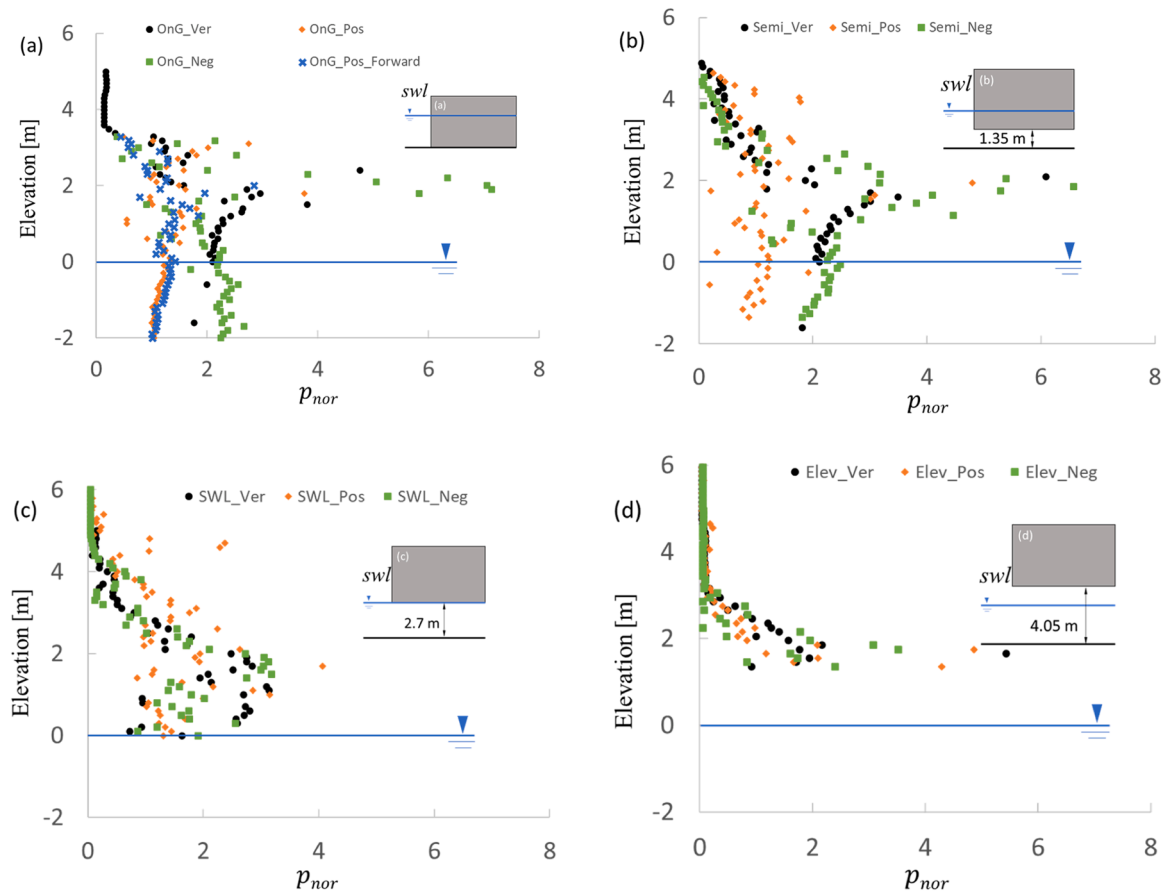 (a)
OnG_Ver
OnG_Pos
OnG_Neg
OnG_Pos_Forward
6
4
2
0
-2
Elevation [m]
swl
(a)
0
2
4
6
8
p_nor
(b)
Semi_Ver
Semi_Pos
Semi_Neg
6
4
2
0
-2
Elevation [m]
swl
(b)
1.35 m
0
2
4
6
8
p_nor
(c)
SWL_Ver
SWL_Pos
SWL_Neg
6
4
2
0
-2
Elevation [m]
swl
(c)
2.7 m
0
2
4
6
8
p_nor
(d)
Elev_Ver
Elev_Pos
Elev_Neg
6
4
2
0
-2
Elevation [m]
swl
(d)
4.05 m
0
2
4
6
8
p_nor